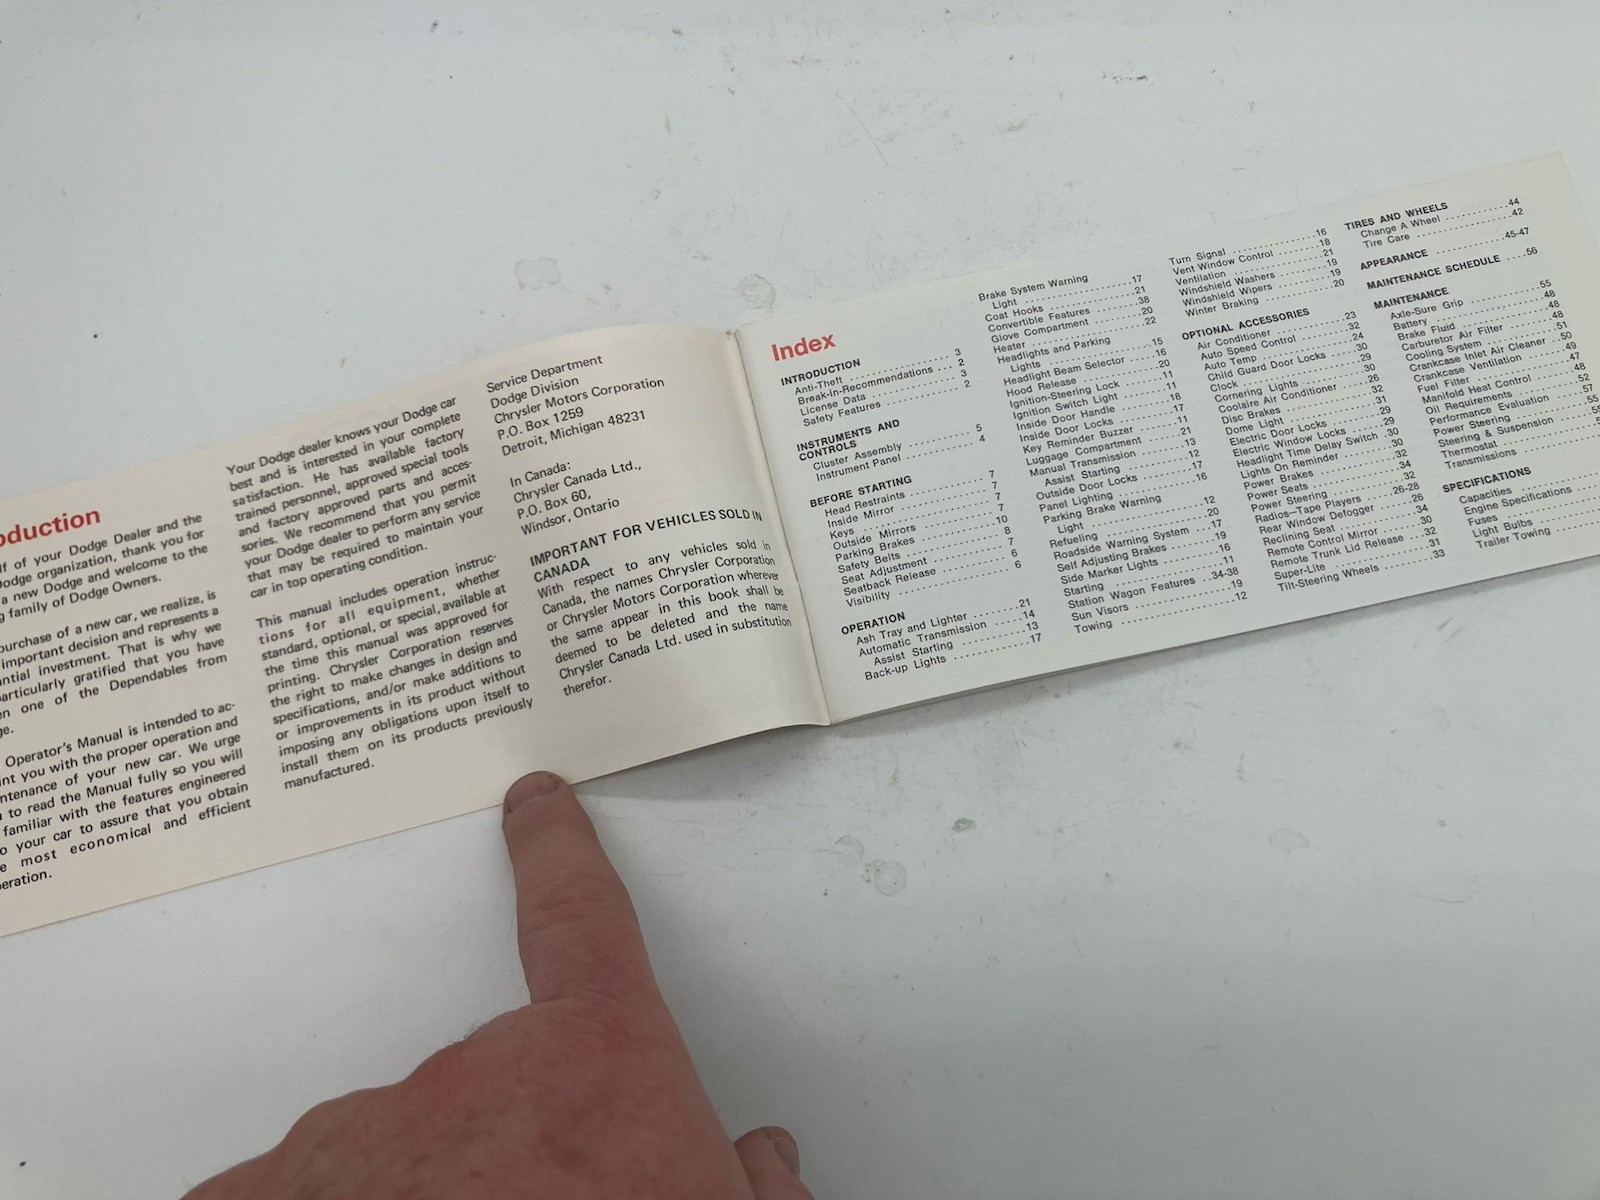 oduction
lf of your Dodge Dealer and the
odge organization, thank you for
a new Dodge and welcome to the
g family of Dodge Owners.
purchase of a new car, we realize, is
important decision and represents a
ntial investment. That is why we
articularly gratified that you have
en one of the Dependables from
ge.
Operator's Manual is intended to ac-
int you with the proper operation and
ntenance of your new car. We urge
to read the Manual fully so you will
familiar with the features engineered
o your car to assure that you obtain
e most economical and efficient
eration.
Your Dodge dealer knows your Dodge car
best and is interested in your complete
satisfaction. He has available factory
trained personnel, approved special tools
and factory approved parts and acces-
sories. We recommend that you permit
your Dodge dealer to perform any service
that may be required to maintain your
car in top operating condition.
This manual includes operation instruc-
tions for all equipment, whether
standard, optional, or special, available at
the time this manual was approved for
printing. Chrysler Corporation reserves
the right to make changes in design and
specifications, and/or make additions to
or improvements in its product without
imposing any obligations upon itself to
install them on its products previously
manufactured.
Service Department
Dodge Division
Chrysler Motors Corporation
P.O. Box 1259
Detroit, Michigan 48231
In Canada:
Chrysler Canada Ltd.,
P.O. Box 60,
Windsor, Ontario
IMPORTANT FOR VEHICLES SOLD IN
CANADA
With respect to any vehicles sold in
Canada, the names Chrysler Corporation
or Chrysler Motors Corporation wherever
the same appear in this book shall be
deemed to be deleted and the name
Chrysler Canada Ltd. used in substitution
therefor.
Index
INTRODUCTION
Anti-Theft .................. 3
Break-In-Recommendations ... 2
License Data ................ 3
Safety Features ............. 2
INSTRUMENTS AND
CONTROLS
Cluster Assembly ............ 5
Instrument Panel ............ 4
BEFORE STARTING
Head Restraints ............. 7
Inside Mirror ............... 7
Keys ........................ 7
Outside Mirrors ............. 7
Parking Brakes .............. 10
Safety Belts ................ 8
Seat Adjustment ............. 7
Seatback Release ............ 6
Visibility .................. 6
OPERATION
Ash Tray and Lighter ........21
Automatic Transmission ......14
Assist Starting .............13
Back-up Lights ..............17
Brake System Warning
Light .......................17
Coat Hooks ..................21
Convertible Features ........38
Glove Compartment ...........20
Heater ......................22
Headlights and Parking
Lights ......................15
Headlight Beam Selector .....16
Hood Release ................20
Ignition-Steering Lock ......11
Ignition Switch Light .......11
Inside Door Handle ..........18
Inside Door Locks ...........17
Key Reminder Buzzer .........11
Luggage Compartment .........21
Manual Transmission .........13
Assist Starting .............12
Outside Door Locks ..........17
Panel Lighting ..............16
Parking Brake Warning
Light .......................12
Refueling ...................20
Roadside Warning System .....17
Self Adjusting Brakes .......19
Side Marker Lights ..........16
Starting ....................11
Station Wagon Features ..34-38
Sun Visors ..................19
Towing ......................12
Turn Signal .................16
Vent Window Control .........18
Ventilation .................21
Windshield Washers ..........19
Windshield Wipers ...........19
Winter Braking ..............20
OPTIONAL ACCESSORIES
Air Conditioner .............23
Auto Speed Control ..........32
Auto Temp ...................24
Child Guard Door Locks ......30
Clock .......................29
Cornering Lights ............30
Coolaire Air Conditioner ....26
Disc Brakes .................32
Dome Light ..................31
Electric Door Locks .........29
Electric Window Locks .......29
Headlight Time Delay Switch .30
Lights On Reminder ..........30
Power Brakes ................32
Power Seats .................34
Power Steering ..............32
Radios—Tape Players ......26-28
Rear Window Defogger ........26
Reclining Seat ..............34
Remote Control Mirror .......30
Remote Trunk Lid Release ....32
Super-Lite ..................31
Tilt-Steering Wheels ........33
TIRES AND WHEELS
Change A Wheel ..............44
Tire Care ...................42
APPEARANCE ...............45-47
MAINTENANCE SCHEDULE ....56
MAINTENANCE
Axle-Sure Grip ..............55
Battery .....................48
Brake Fluid .................48
Carburetor Air Filter .......48
Cooling System ..............51
Crankcase Inlet Air Cleaner ..50
Crankcase Ventilation .......49
Fuel Filter .................47
Manifold Heat Control .......48
Oil Requirements ............52
Performance Evaluation ......57
Power Steering ..............55
Steering & Suspension
Thermostat
Transmissions
SPECIFICATIONS
Capacities
Engine Specifications
Fuses
Light Bulbs
Trailer Towing